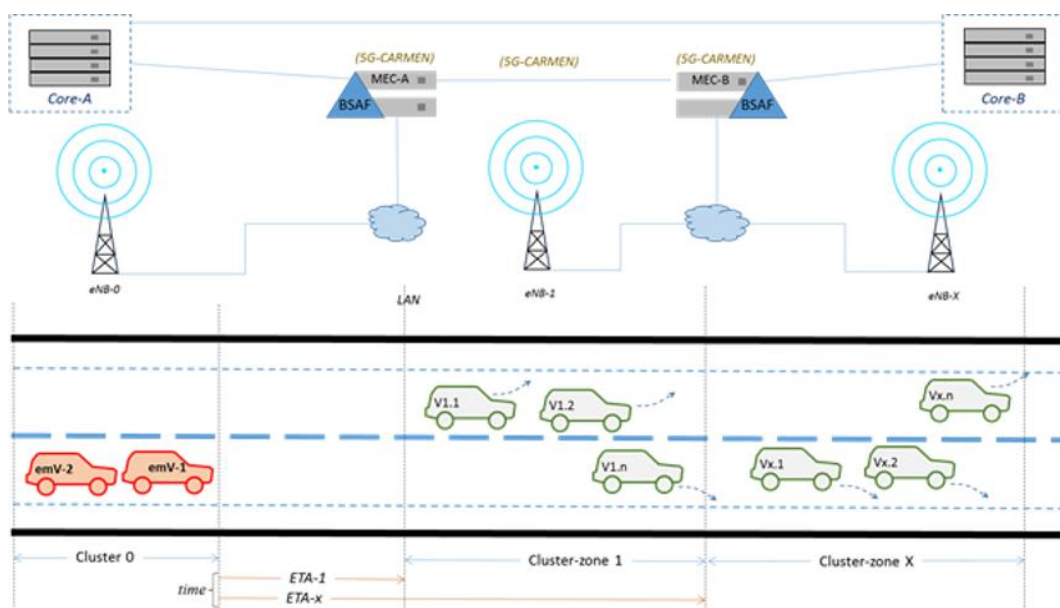 (5G-CARMEN)
(5G-CARMEN)
(5G-CARMEN)
MEC-A
MEC-B
BSAF
BSAF
Core-A
Core-B
eNB-0
LAN
eNB-1
eNB-X
V1.1
V1.2
Vx.n
emV-2
emV-1
V1.n
Vx.1
Vx.2
Cluster 0
Cluster-zone 1
Cluster-zone X
time
ETA-1
ETA-x